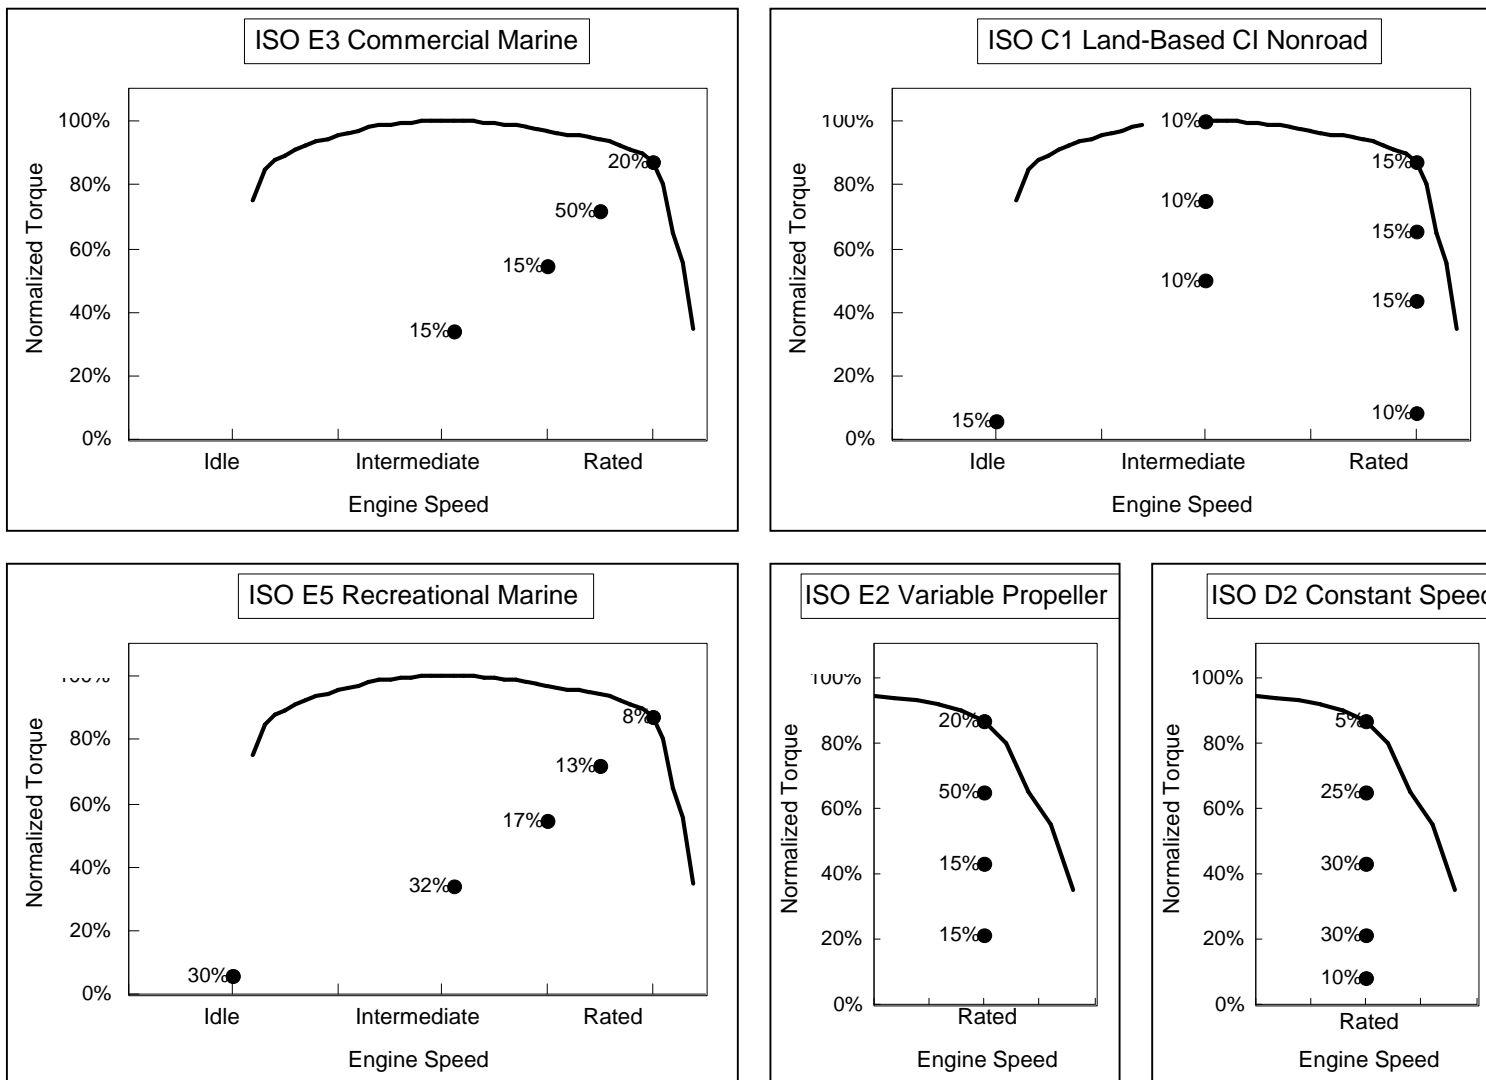 ISO E3 Commercial Marine
100%
80%
60%
40%
20%
0%
Normalized Torque
20%
50%
15%
15%
Idle
Intermediate
Rated
Engine Speed
ISO C1 Land-Based CI Nonroad
100%
80%
60%
40%
20%
0%
Normalized Torque
10%
15%
10%
15%
10%
15%
15%
10%
Idle
Intermediate
Rated
Engine Speed
ISO E5 Recreational Marine
100%
80%
60%
40%
20%
0%
Normalized Torque
8%
13%
17%
32%
30%
Idle
Intermediate
Rated
Engine Speed
ISO E2 Variable Propeller
100%
80%
60%
40%
20%
0%
Normalized Torque
20%
50%
15%
15%
Rated
Engine Speed
ISO D2 Constant Speed
100%
80%
60%
40%
20%
0%
Normalized Torque
5%
25%
30%
30%
10%
Rated
Engine Speed